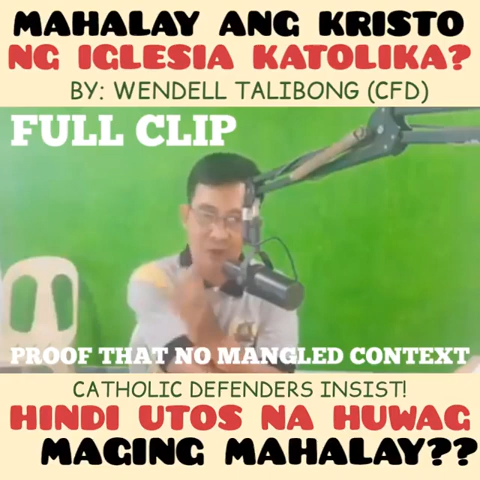 MAHALAY ANG KRISTO
NG IGLESIA KATOLIKA?
BY: WENDELL TALIBONG (CFD)
FULL CLIP
PROOF THAT NO MANGLED CONTEXT
CATHOLIC DEFENDERS INSIST!
HINDI UTOS NA HUWAG
MAGING MAHALAY??